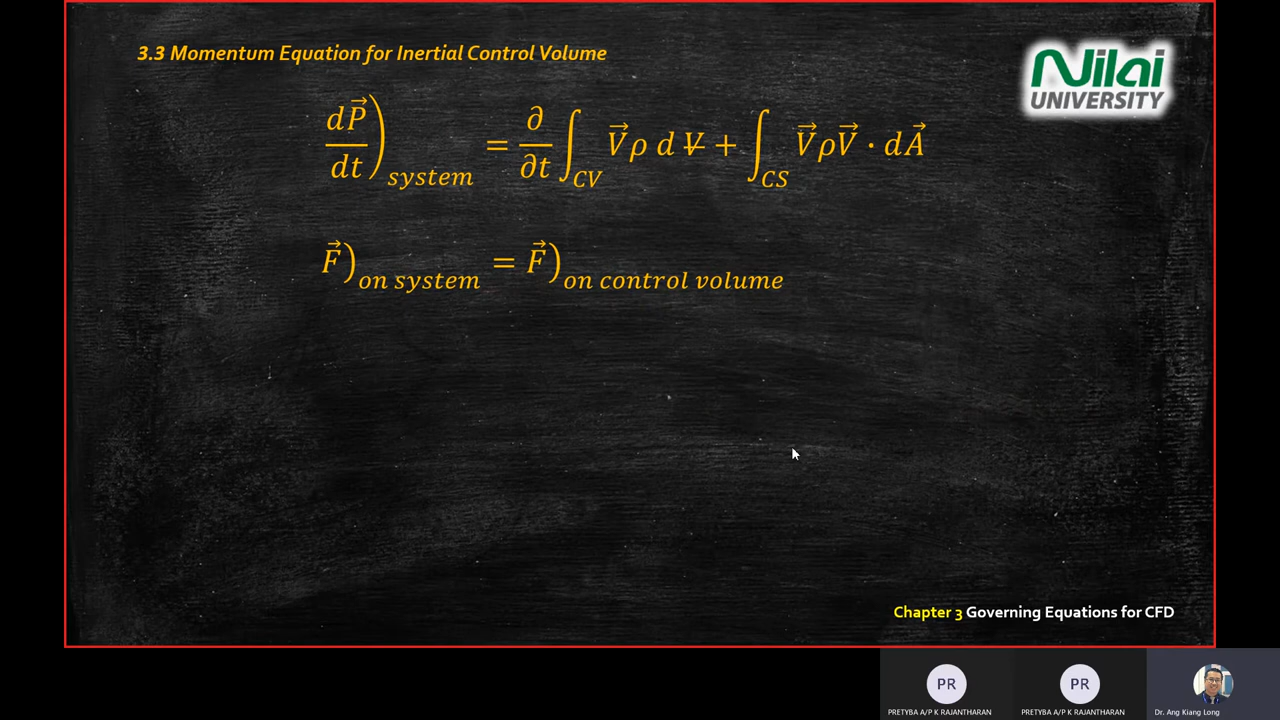 3.3 Momentum Equation for Inertial Control Volume
Nilai
UNIVERSITY
dP⃗/dt)system = ∂/∂t ∫CV V⃗ρ dV̶ + ∫CS V⃗ρV⃗ · dA⃗
F⃗)on system = F⃗)on control volume
Chapter 3 Governing Equations for CFD
PR
PR
PRETYBA A/P K RAJANTHARAN
PRETYBA A/P K RAJANTHARAN
Dr. Ang Kiang Long